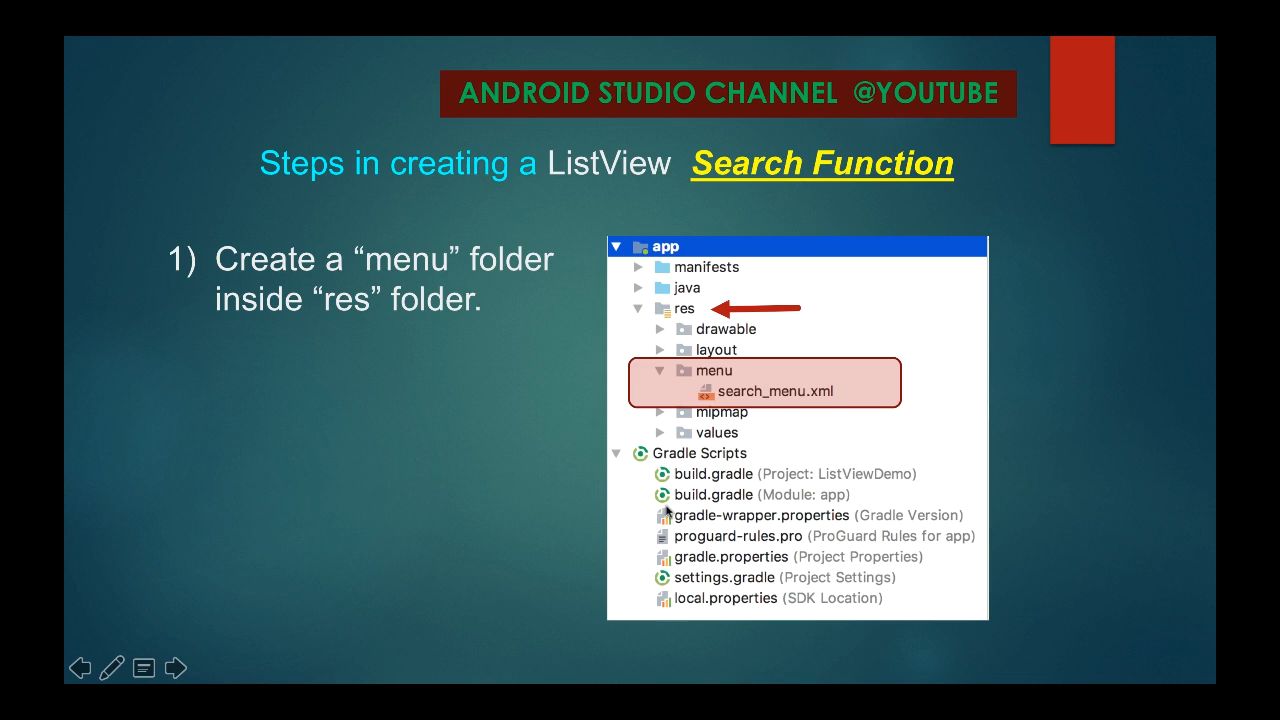 ANDROID STUDIO CHANNEL @YOUTUBE
Steps in creating a ListView Search Function
1) Create a “menu” folder
inside “res” folder.
app
manifests
java
res
drawable
layout
menu
search_menu.xml
mipmap
values
Gradle Scripts
build.gradle (Project: ListViewDemo)
build.gradle (Module: app)
gradle-wrapper.properties (Gradle Version)
proguard-rules.pro (ProGuard Rules for app)
gradle.properties (Project Properties)
settings.gradle (Project Settings)
local.properties (SDK Location)